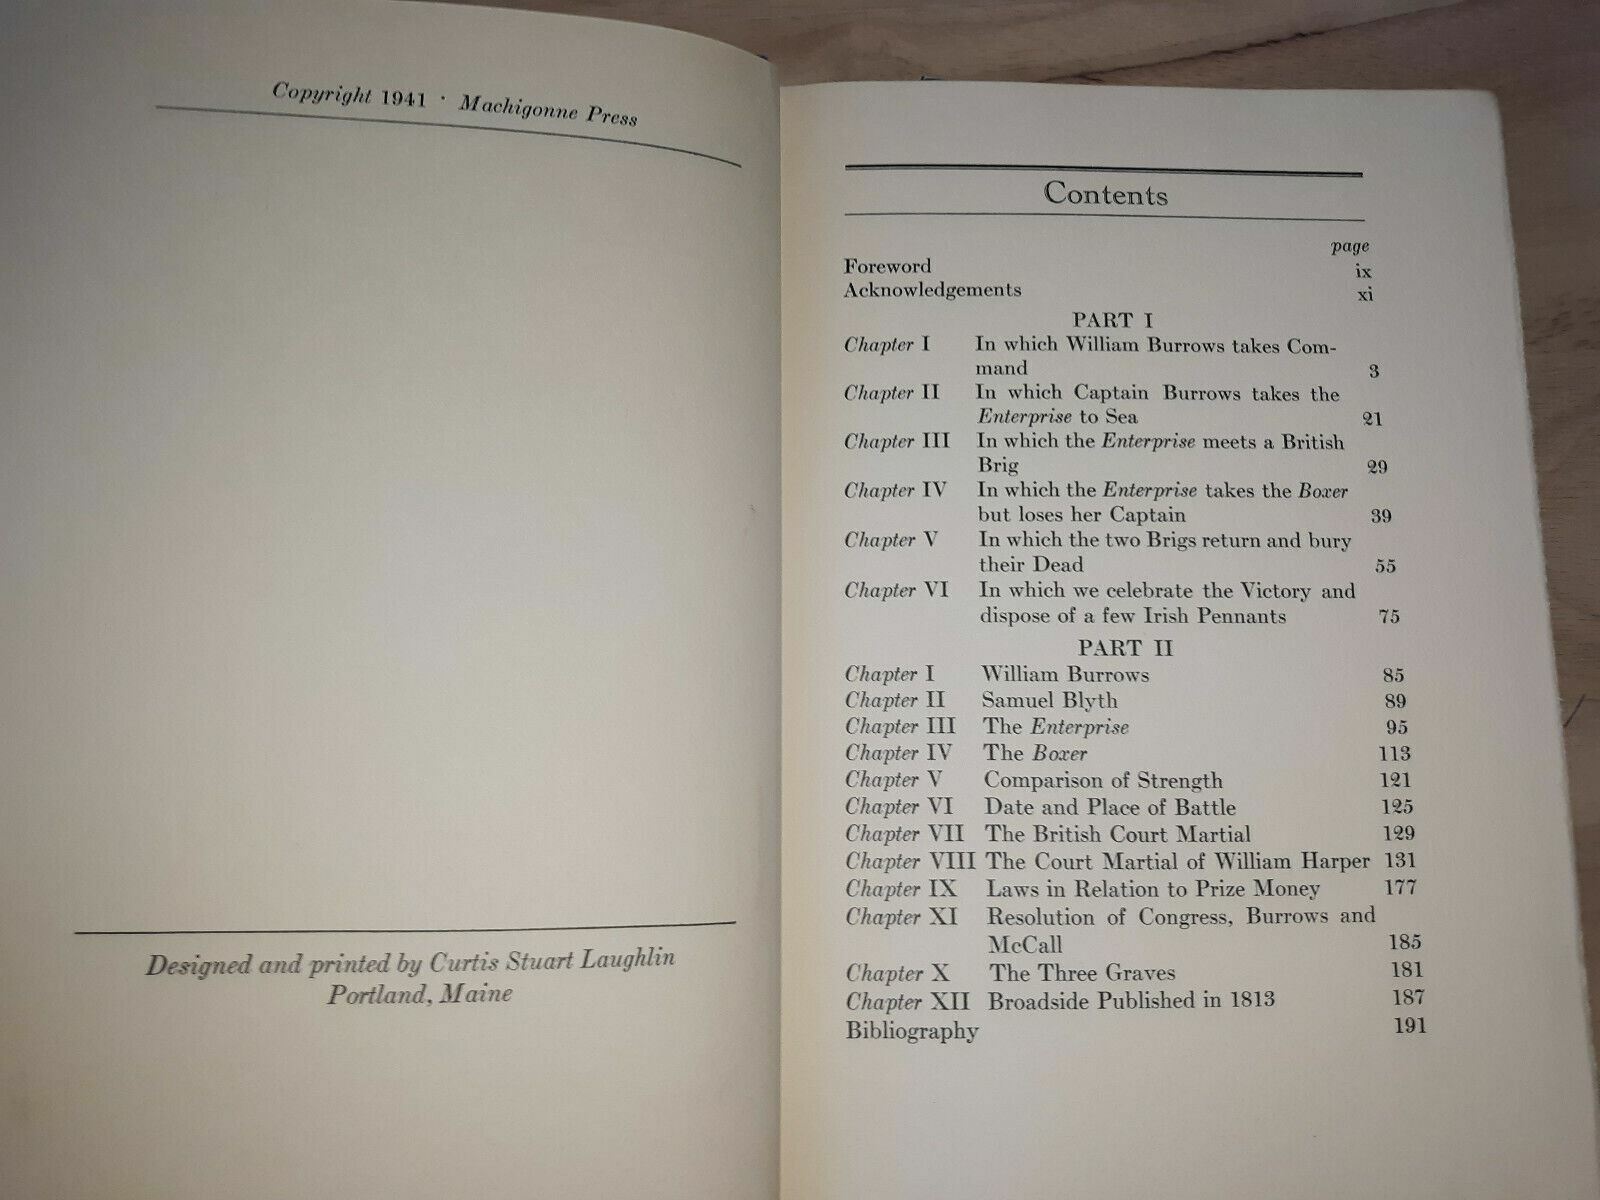 Copyright 1941 · Machigonne Press
Designed and printed by Curtis Stuart Laughlin
Portland, Maine
Contents
page
Foreword ix
Acknowledgements xi
PART I
Chapter I In which William Burrows takes Com-
mand 3
Chapter II In which Captain Burrows takes the
Enterprise to Sea 21
Chapter III In which the Enterprise meets a British
Brig 29
Chapter IV In which the Enterprise takes the Boxer
but loses her Captain 39
Chapter V In which the two Brigs return and bury
their Dead 55
Chapter VI In which we celebrate the Victory and
dispose of a few Irish Pennants 75
PART II
Chapter I William Burrows 85
Chapter II Samuel Blyth 89
Chapter III The Enterprise 95
Chapter IV The Boxer 113
Chapter V Comparison of Strength 121
Chapter VI Date and Place of Battle 125
Chapter VII The British Court Martial 129
Chapter VIII The Court Martial of William Harper 131
Chapter IX Laws in Relation to Prize Money 177
Chapter XI Resolution of Congress, Burrows and
McCall 185
Chapter X The Three Graves 181
Chapter XII Broadside Published in 1813 187
Bibliography 191